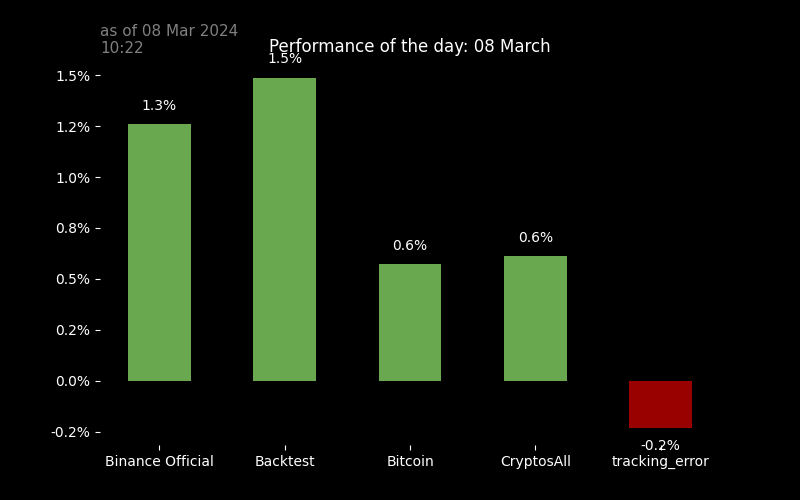 as of 08 Mar 2024
10:22
Performance of the day: 08 March
1.5%
1.5%
1.3%
1.2%
1.0%
0.8%
0.6%
0.6%
0.5%
0.2%
0.0%
-0.2%
-0.2%
Binance Official
Backtest
Bitcoin
CryptosAll
tracking_error